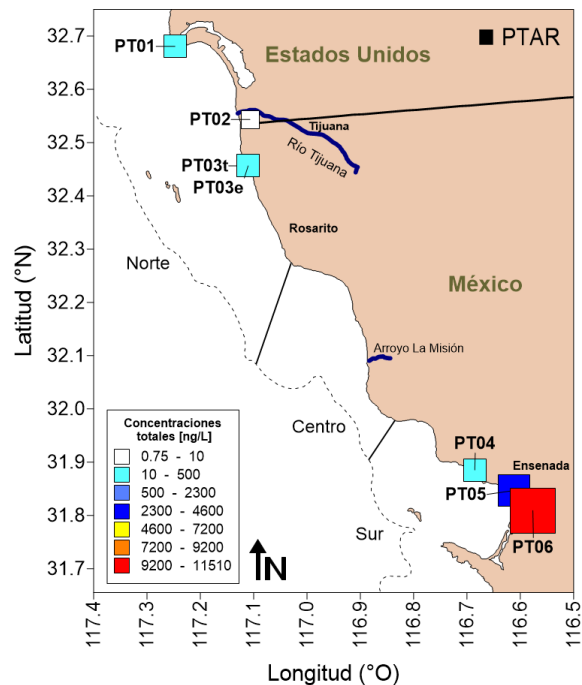 PTAR
Estados Unidos
PT01
PT02
Tijuana
Río Tijuana
PT03t
PT03e
Rosarito
Norte
México
Arroyo La Misión
Centro
PT04
Ensenada
PT05
PT06
Sur
N
Concentraciones
totales [ng/L]
0.75 - 10
10 - 500
500 - 2300
2300 - 4600
4600 - 7200
7200 - 9200
9200 - 11510
Latitud (°N)
32.7
32.6
32.5
32.4
32.3
32.2
32.1
32.0
31.9
31.8
31.7
117.4
117.3
117.2
117.1
117.0
116.9
116.8
116.7
116.6
116.5
Longitud (°O)